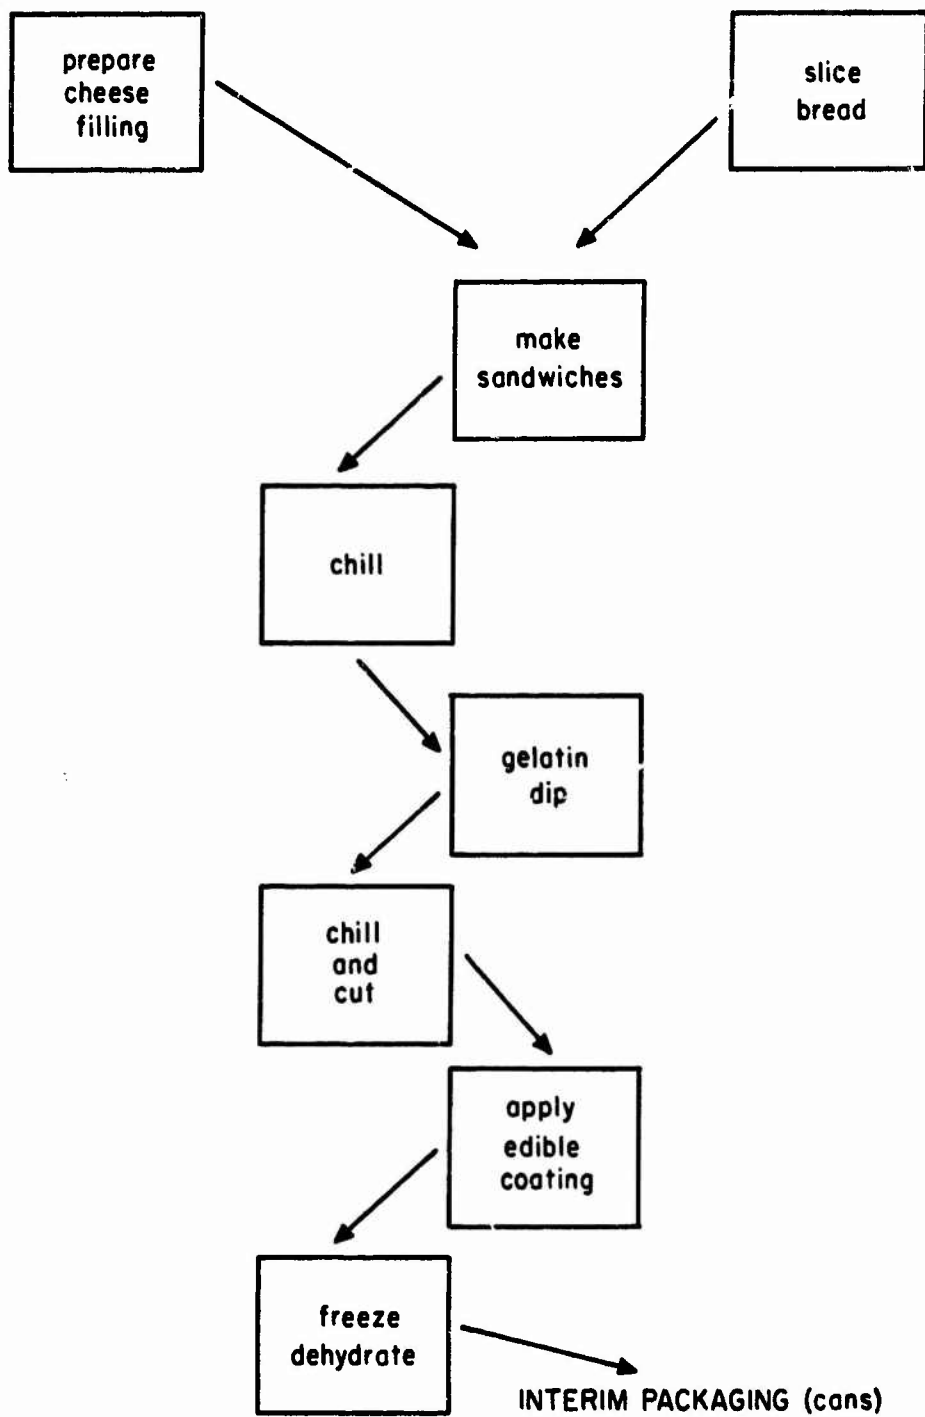 prepare
cheese
filling
slice
bread
make
sandwiches
chill
gelatin
dip
chill
and
cut
apply
edible
coating
freeze
dehydrate
INTERIM PACKAGING (cans)